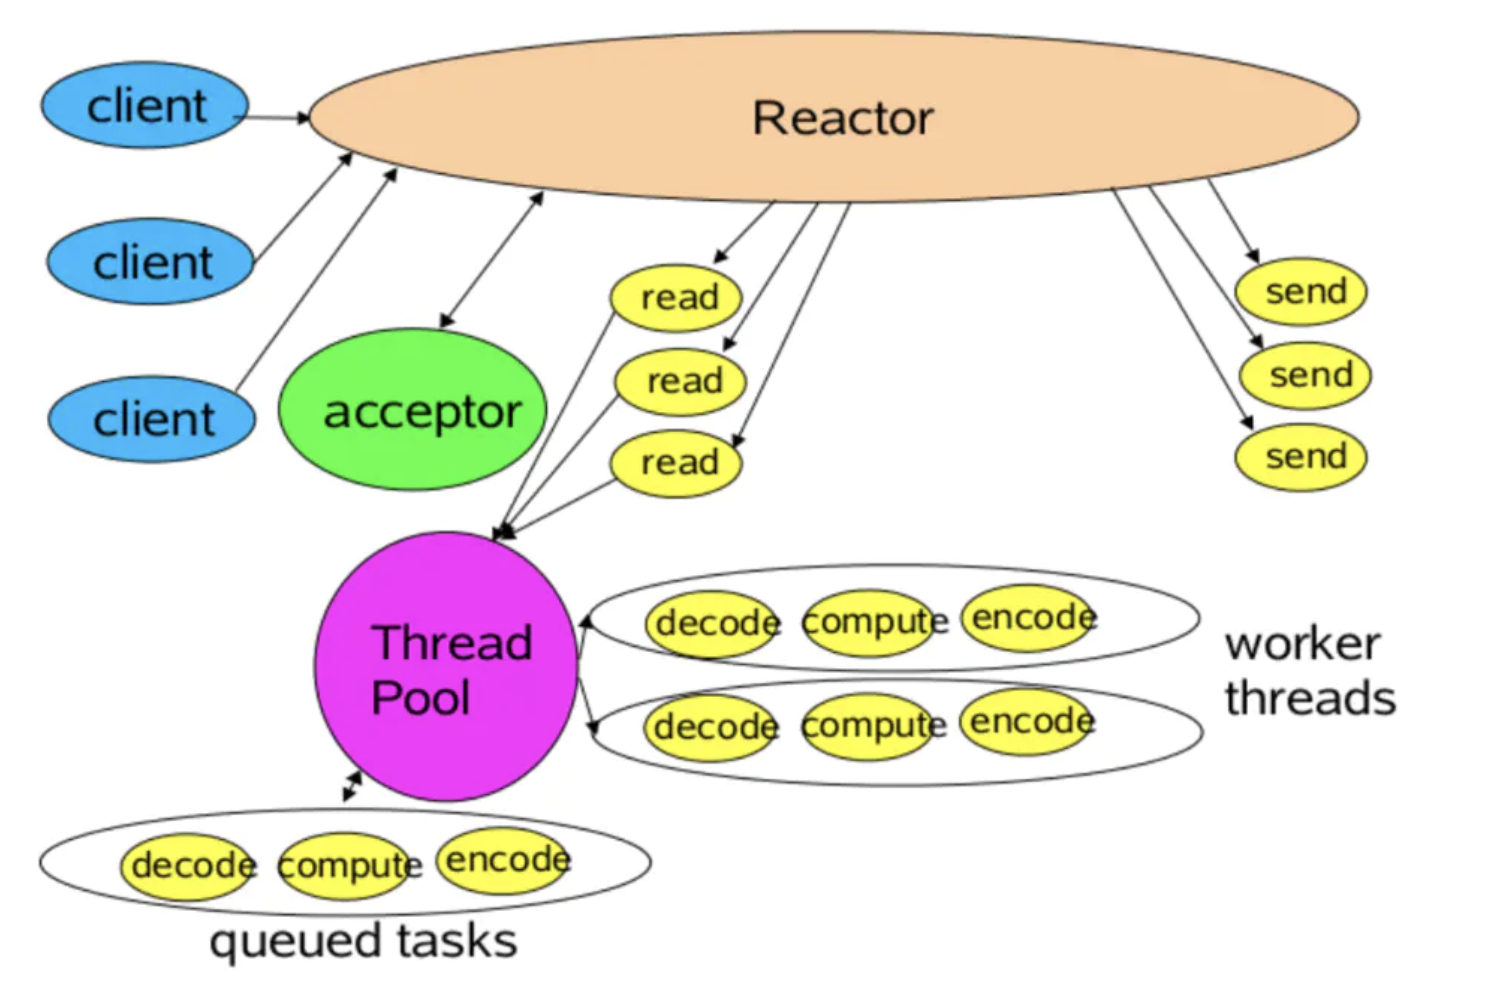 client
Reactor
client
client
acceptor
read
read
read
send
send
send
Thread
Pool
decode compute encode
decode compute encode
worker
threads
decode compute encode
queued tasks